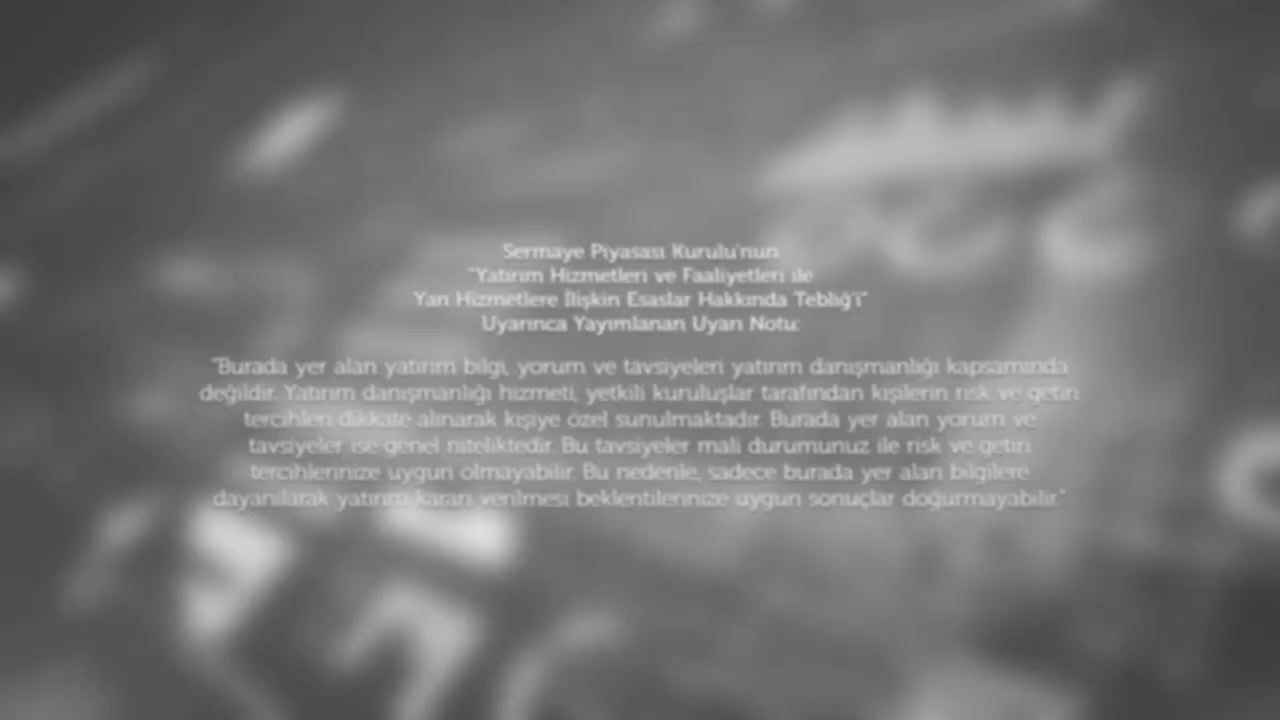 Sermaye Piyasası Kurulu'nun
"Yatırım Hizmetleri ve Faaliyetleri ile
Yan Hizmetlere İlişkin Esaslar Hakkında Tebliğ'i"
Uyarınca Yayımlanan Uyarı Notu:
"Burada yer alan yatırım bilgi, yorum ve tavsiyeleri yatırım danışmanlığı kapsamında
değildir. Yatırım danışmanlığı hizmeti, yetkili kuruluşlar tarafından kişilerin risk ve getiri
tercihleri dikkate alınarak kişiye özel sunulmaktadır. Burada yer alan yorum ve
tavsiyeler ise genel niteliktedir. Bu tavsiyeler mali durumunuz ile risk ve getiri
tercihlerinize uygun olmayabilir. Bu nedenle, sadece burada yer alan bilgilere
dayanılarak yatırım kararı verilmesi beklentilerinize uygun sonuçlar doğurmayabilir."